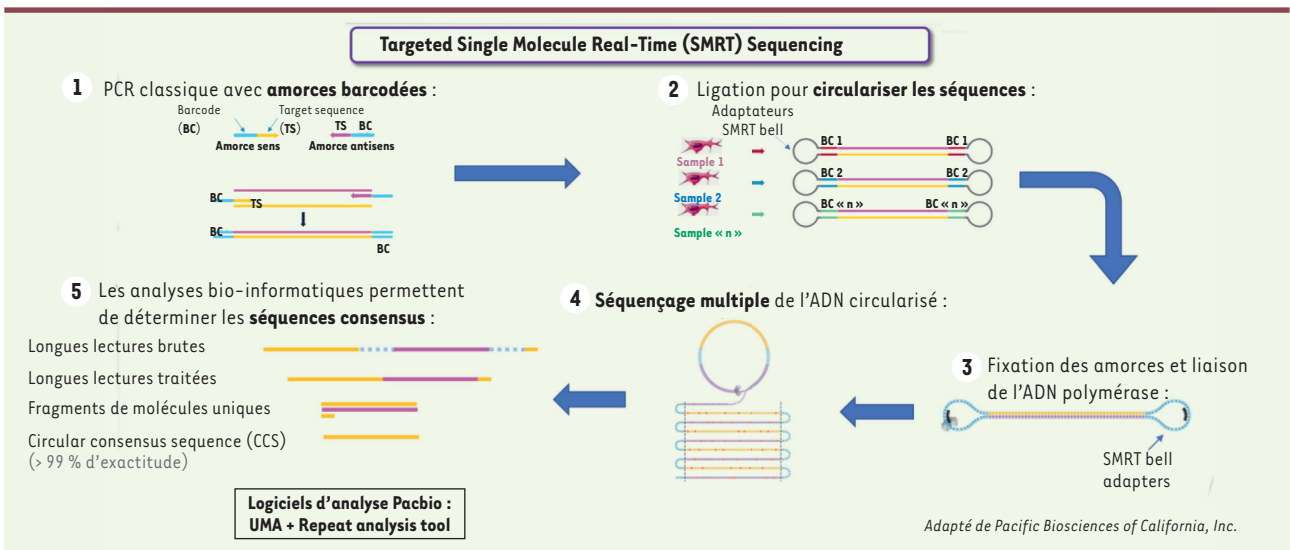 Targeted Single Molecule Real-Time (SMRT) Sequencing
1 PCR classique avec amorces barcodées :
Barcode
(BC)
Target sequence
(TS)
TS BC
Amorce sens
Amorce antisens
BC
TS
BC
BC
2 Ligation pour circulariser les séquences :
Adaptateurs
SMRT bell
Sample 1
BC 1 BC 1
Sample 2
BC 2 BC 2
Sample « n »
BC « n » BC « n »
3 Fixation des amorces et liaison
de l’ADN polymérase :
SMRT bell
adapters
4 Séquençage multiple de l’ADN circularisé :
5 Les analyses bio-informatiques permettent
de déterminer les séquences consensus :
Longues lectures brutes
Longues lectures traitées
Fragments de molécules uniques
Circular consensus sequence (CCS)
(> 99 % d’exactitude)
Logiciels d’analyse Pacbio :
UMA + Repeat analysis tool
Adapté de Pacific Biosciences of California, Inc.